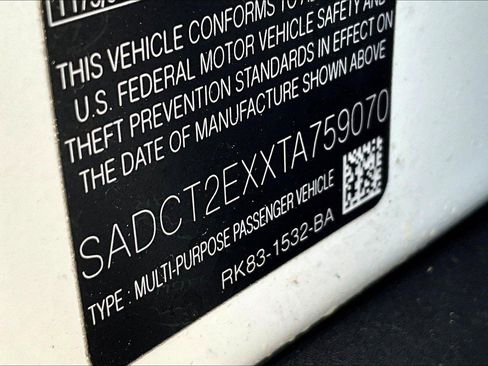 THIS VEHICLE CONFORMS TO
U.S. FEDERAL MOTOR VEHICLE SAFETY AND
THEFT PREVENTION STANDARDS IN EFFECT ON
THE DATE OF MANUFACTURE SHOWN ABOVE
SADCT2EXXTA759070
TYPE : MULTI-PURPOSE PASSENGER VEHICLE
RK83-1532-BA